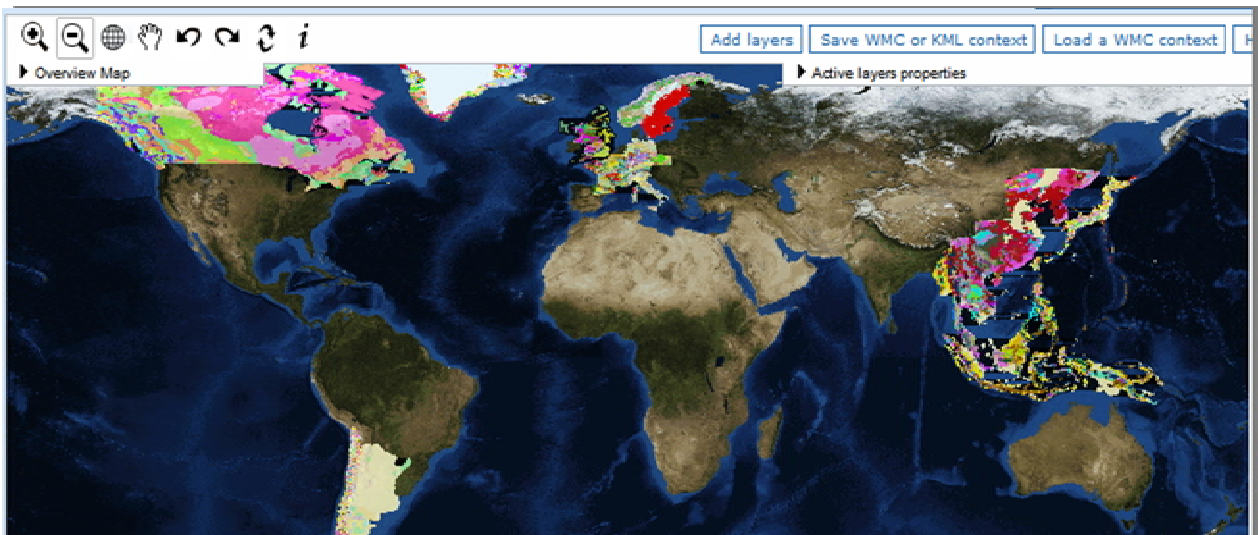 Add layers
Save WMC or KML context
Load a WMC context
H
Overview Map
Active layers properties